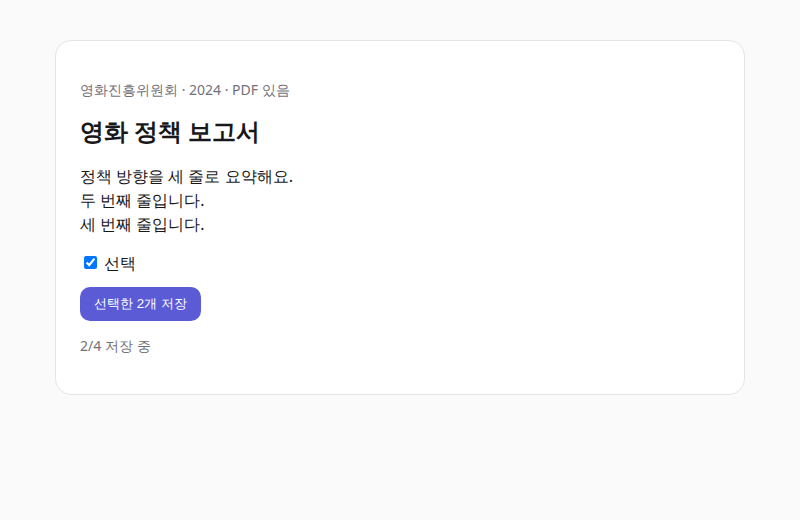 영화진흥위원회 · 2024 · PDF 있음
영화 정책 보고서
정책 방향을 세 줄로 요약해요.
두 번째 줄입니다.
세 번째 줄입니다.
선택
선택한 2개 저장
2/4 저장 중